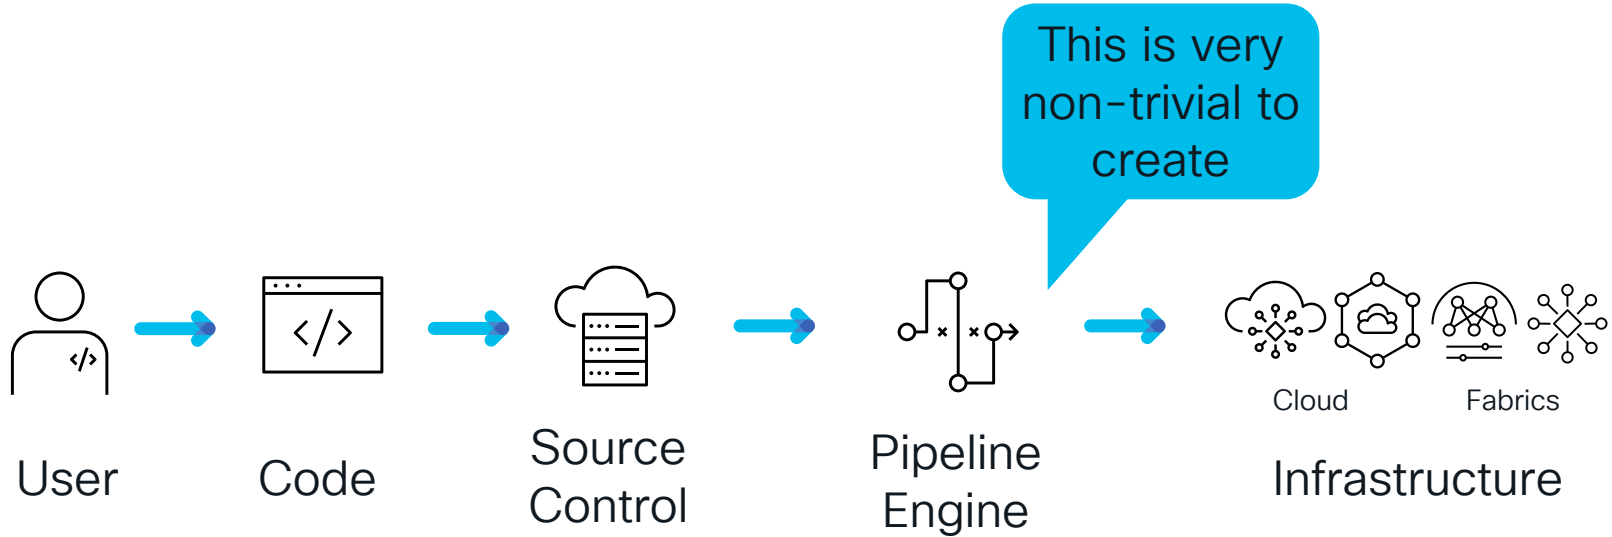 This is very
non-trivial to
create
</>
</>
Cloud
Fabrics
User
Code
Source
Control
Pipeline
Engine
Infrastructure